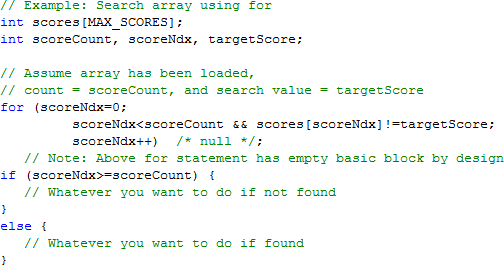 // Example: Search array using for
int scores[MAX_SCORES];
int scoreCount, scoreNdx, targetScore;
// Assume array has been loaded,
// count = scoreCount, and search value = targetScore
for (scoreNdx=0;
scoreNdx<scoreCount && scores[scoreNdx]!=targetScore;
scoreNdx++) /* null */;
// Note: Above for statement has empty basic block by design
if (scoreNdx>=scoreCount) {
// Whatever you want to do if not found
}
else {
// Whatever you want to do if found
}